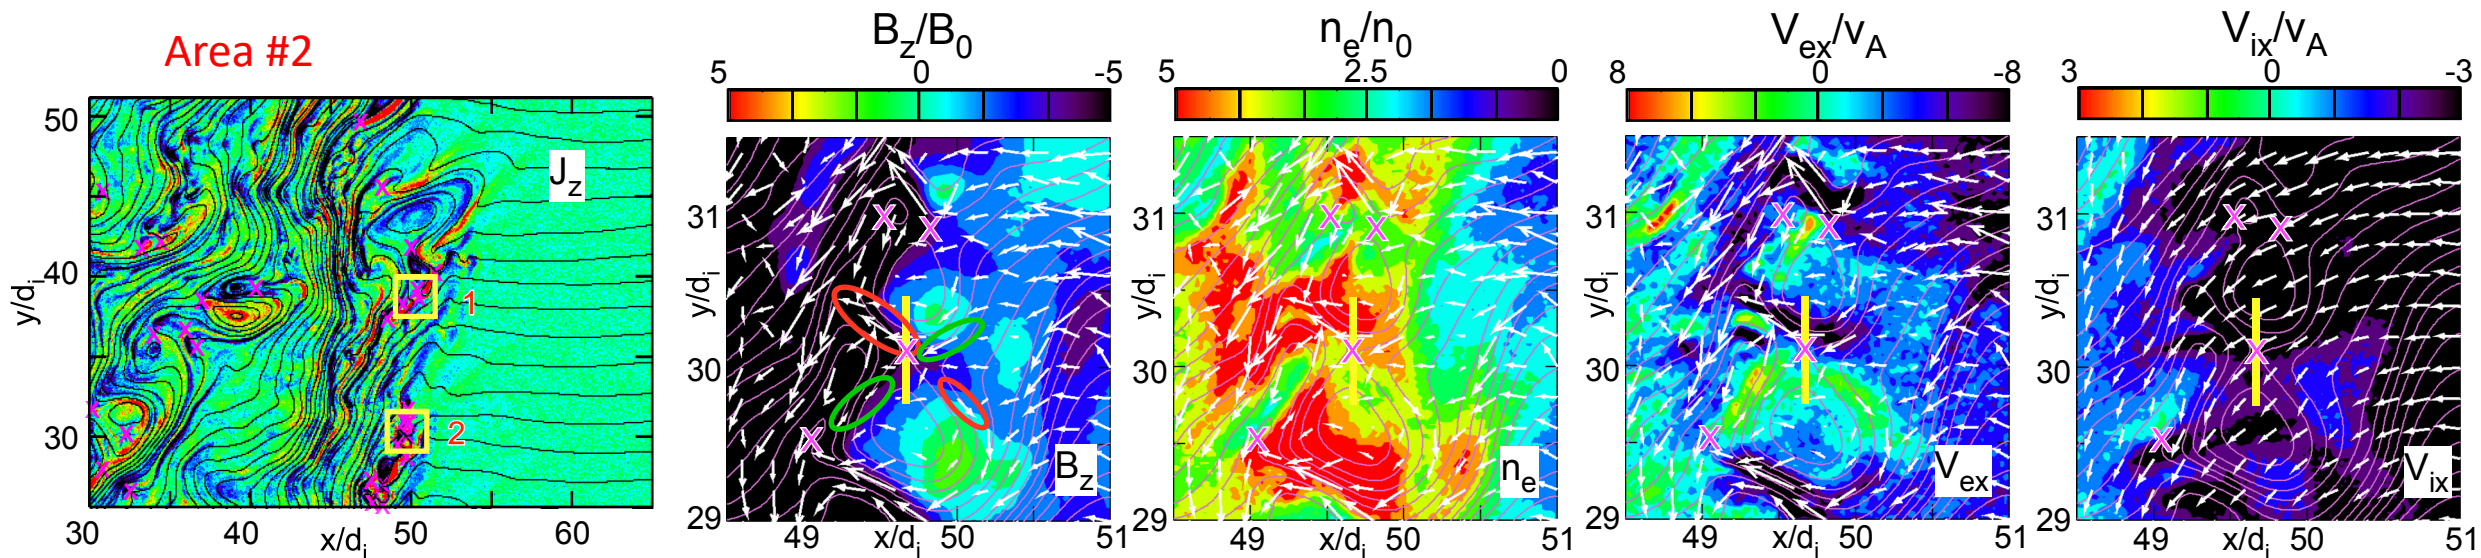 Area #2
B_z/B_0
n_e/n_0
V_ex/v_A
V_ix/v_A
5 0 -5
5 2.5 0
8 0 -8
3 0 -3
50
40
30
y/d_i
J_z
1
2
30 40 50 60
x/d_i
31
30
29
y/d_i
B_z
49 50 51
x/d_i
31
30
29
y/d_i
n_e
49 50 51
x/d_i
31
30
29
y/d_i
V_ex
49 50 51
x/d_i
31
30
29
y/d_i
V_ix
49 50 51
x/d_i